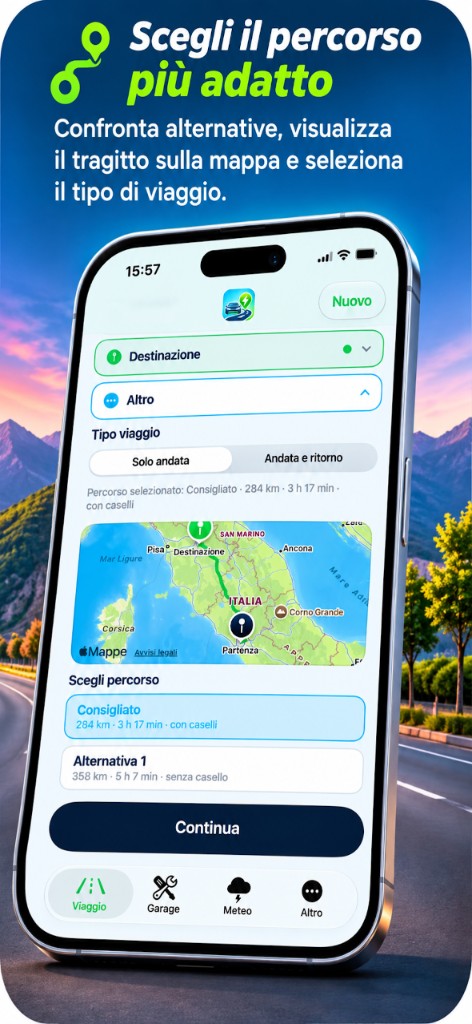 Scegli il percorso
più adatto
Confronta alternative, visualizza
il tragitto sulla mappa e seleziona
il tipo di viaggio.
15:57
Nuovo
Destinazione
Altro
Tipo viaggio
Solo andata
Andata e ritorno
Percorso selezionato: Consigliato · 284 km · 3 h 17 min ·
con caselli
SAN MARINO
Pisa
Destinazione
Ancona
Mar Ligure
ITALIA
Corno Grande
Corsica
Mappe
Avvisi legali
Partenza
Scegli percorso
Consigliato
284 km · 3 h 17 min · con caselli
Alternativa 1
358 km · 5 h 7 min · senza casello
Continua
Viaggio
Garage
Meteo
Altro